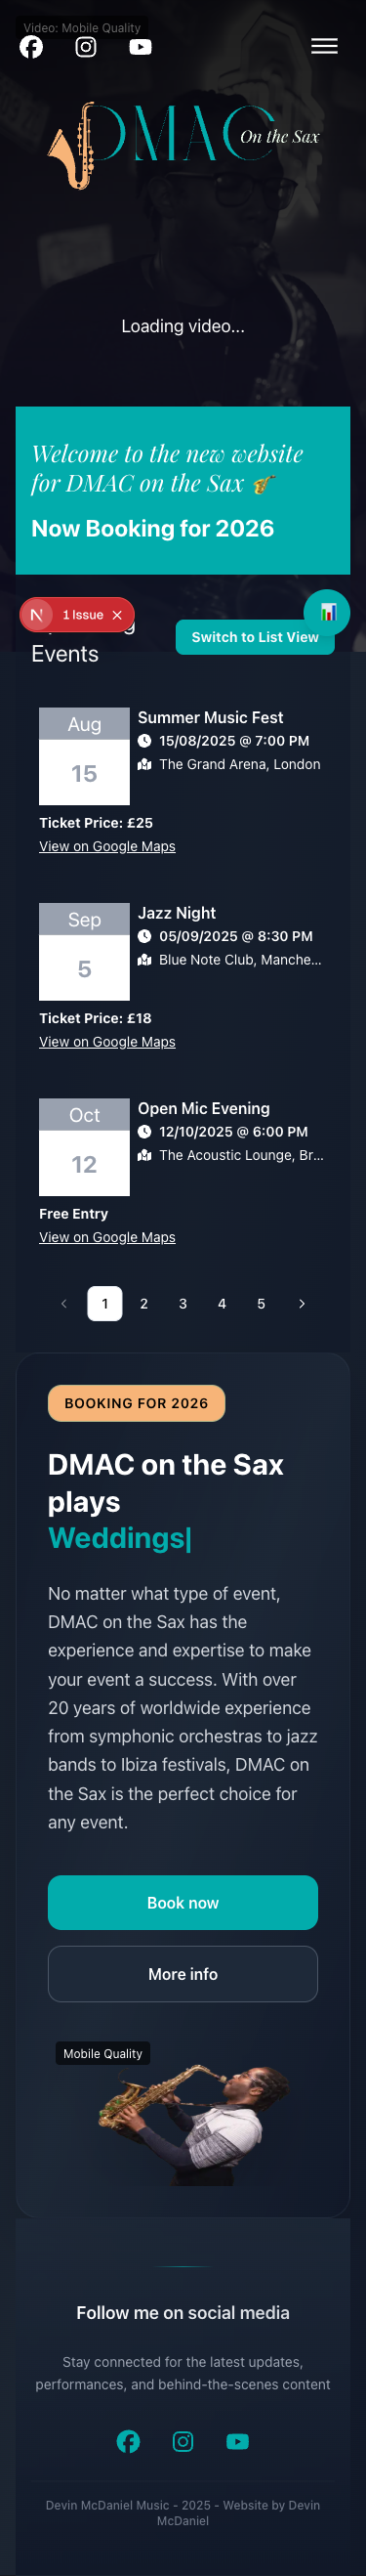 Video: Mobile Quality
DMAC On the Sax
Loading video...
Welcome to the new website
for DMAC on the Sax 🎷
Now Booking for 2026
1 Issue
Events
Switch to List View
Aug
15
Summer Music Fest
15/08/2025 @ 7:00 PM
The Grand Arena, London
Ticket Price: £25
View on Google Maps
Sep
5
Jazz Night
05/09/2025 @ 8:30 PM
Blue Note Club, Manche...
Ticket Price: £18
View on Google Maps
Oct
12
Open Mic Evening
12/10/2025 @ 6:00 PM
The Acoustic Lounge, Br...
Free Entry
View on Google Maps
1 2 3 4 5
BOOKING FOR 2026
DMAC on the Sax
plays
Weddings|
No matter what type of event,
DMAC on the Sax has the
experience and expertise to make
your event a success. With over
20 years of worldwide experience
from symphonic orchestras to jazz
bands to Ibiza festivals, DMAC on
the Sax is the perfect choice for
any event.
Book now
More info
Mobile Quality
Follow me on social media
Stay connected for the latest updates,
performances, and behind-the-scenes content
Devin McDaniel Music - 2025 - Website by Devin
McDaniel